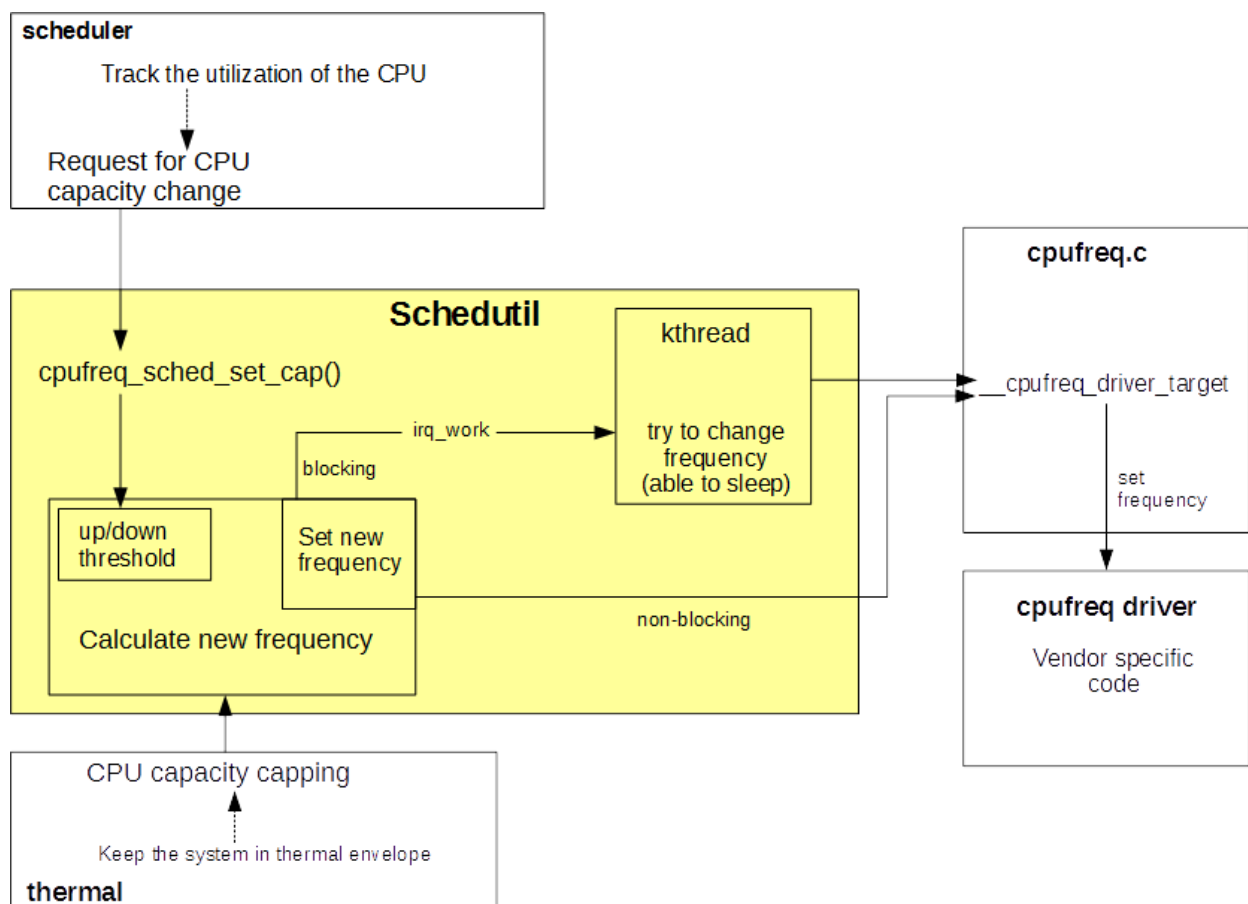 scheduler
Track the utilization of the CPU
Request for CPU
capacity change
Schedutil
cpufreq_sched_set_cap()
kthread
irq_work
try to change
frequency
(able to sleep)
blocking
up/down
threshold
Set new
frequency
Calculate new frequency
non-blocking
cpufreq.c
__cpufreq_driver_target
set
frequency
cpufreq driver
Vendor specific
code
CPU capacity capping
Keep the system in thermal envelope
thermal